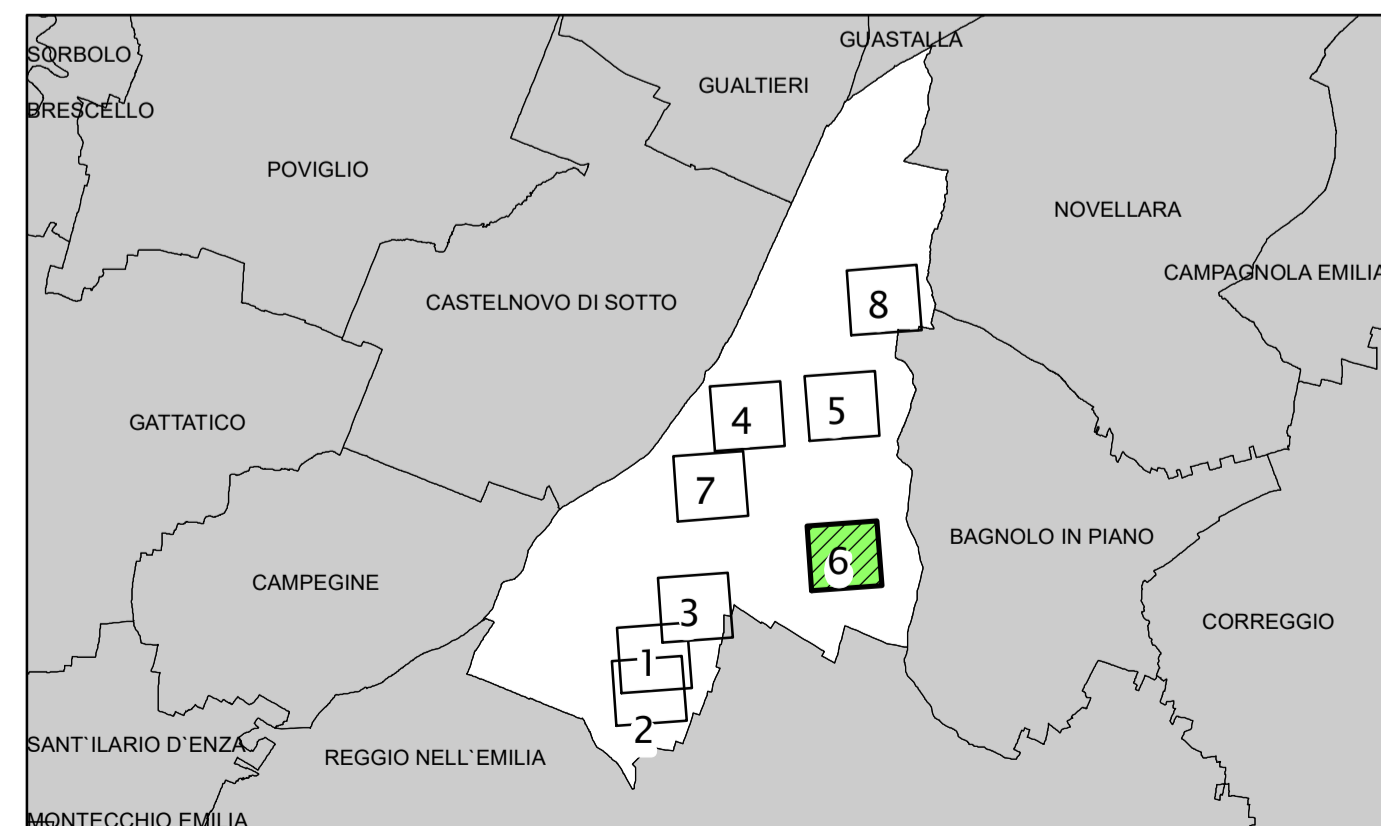 GUASTALLA
SORBOLO
GUALTIERI
BRESCELLO
POVIGLIO
NOVELLARA
CAMPAGNOLA EMILIA
CASTELNOVO DI SOTTO
8
5
4
GATTATICO
7
BAGNOLO IN PIANO
6
CAMPEGINE
3
CORREGGIO
1
2
SANT`ILARIO D`ENZA
REGGIO NELL`EMILIA
MONTECCHIO EMILIA